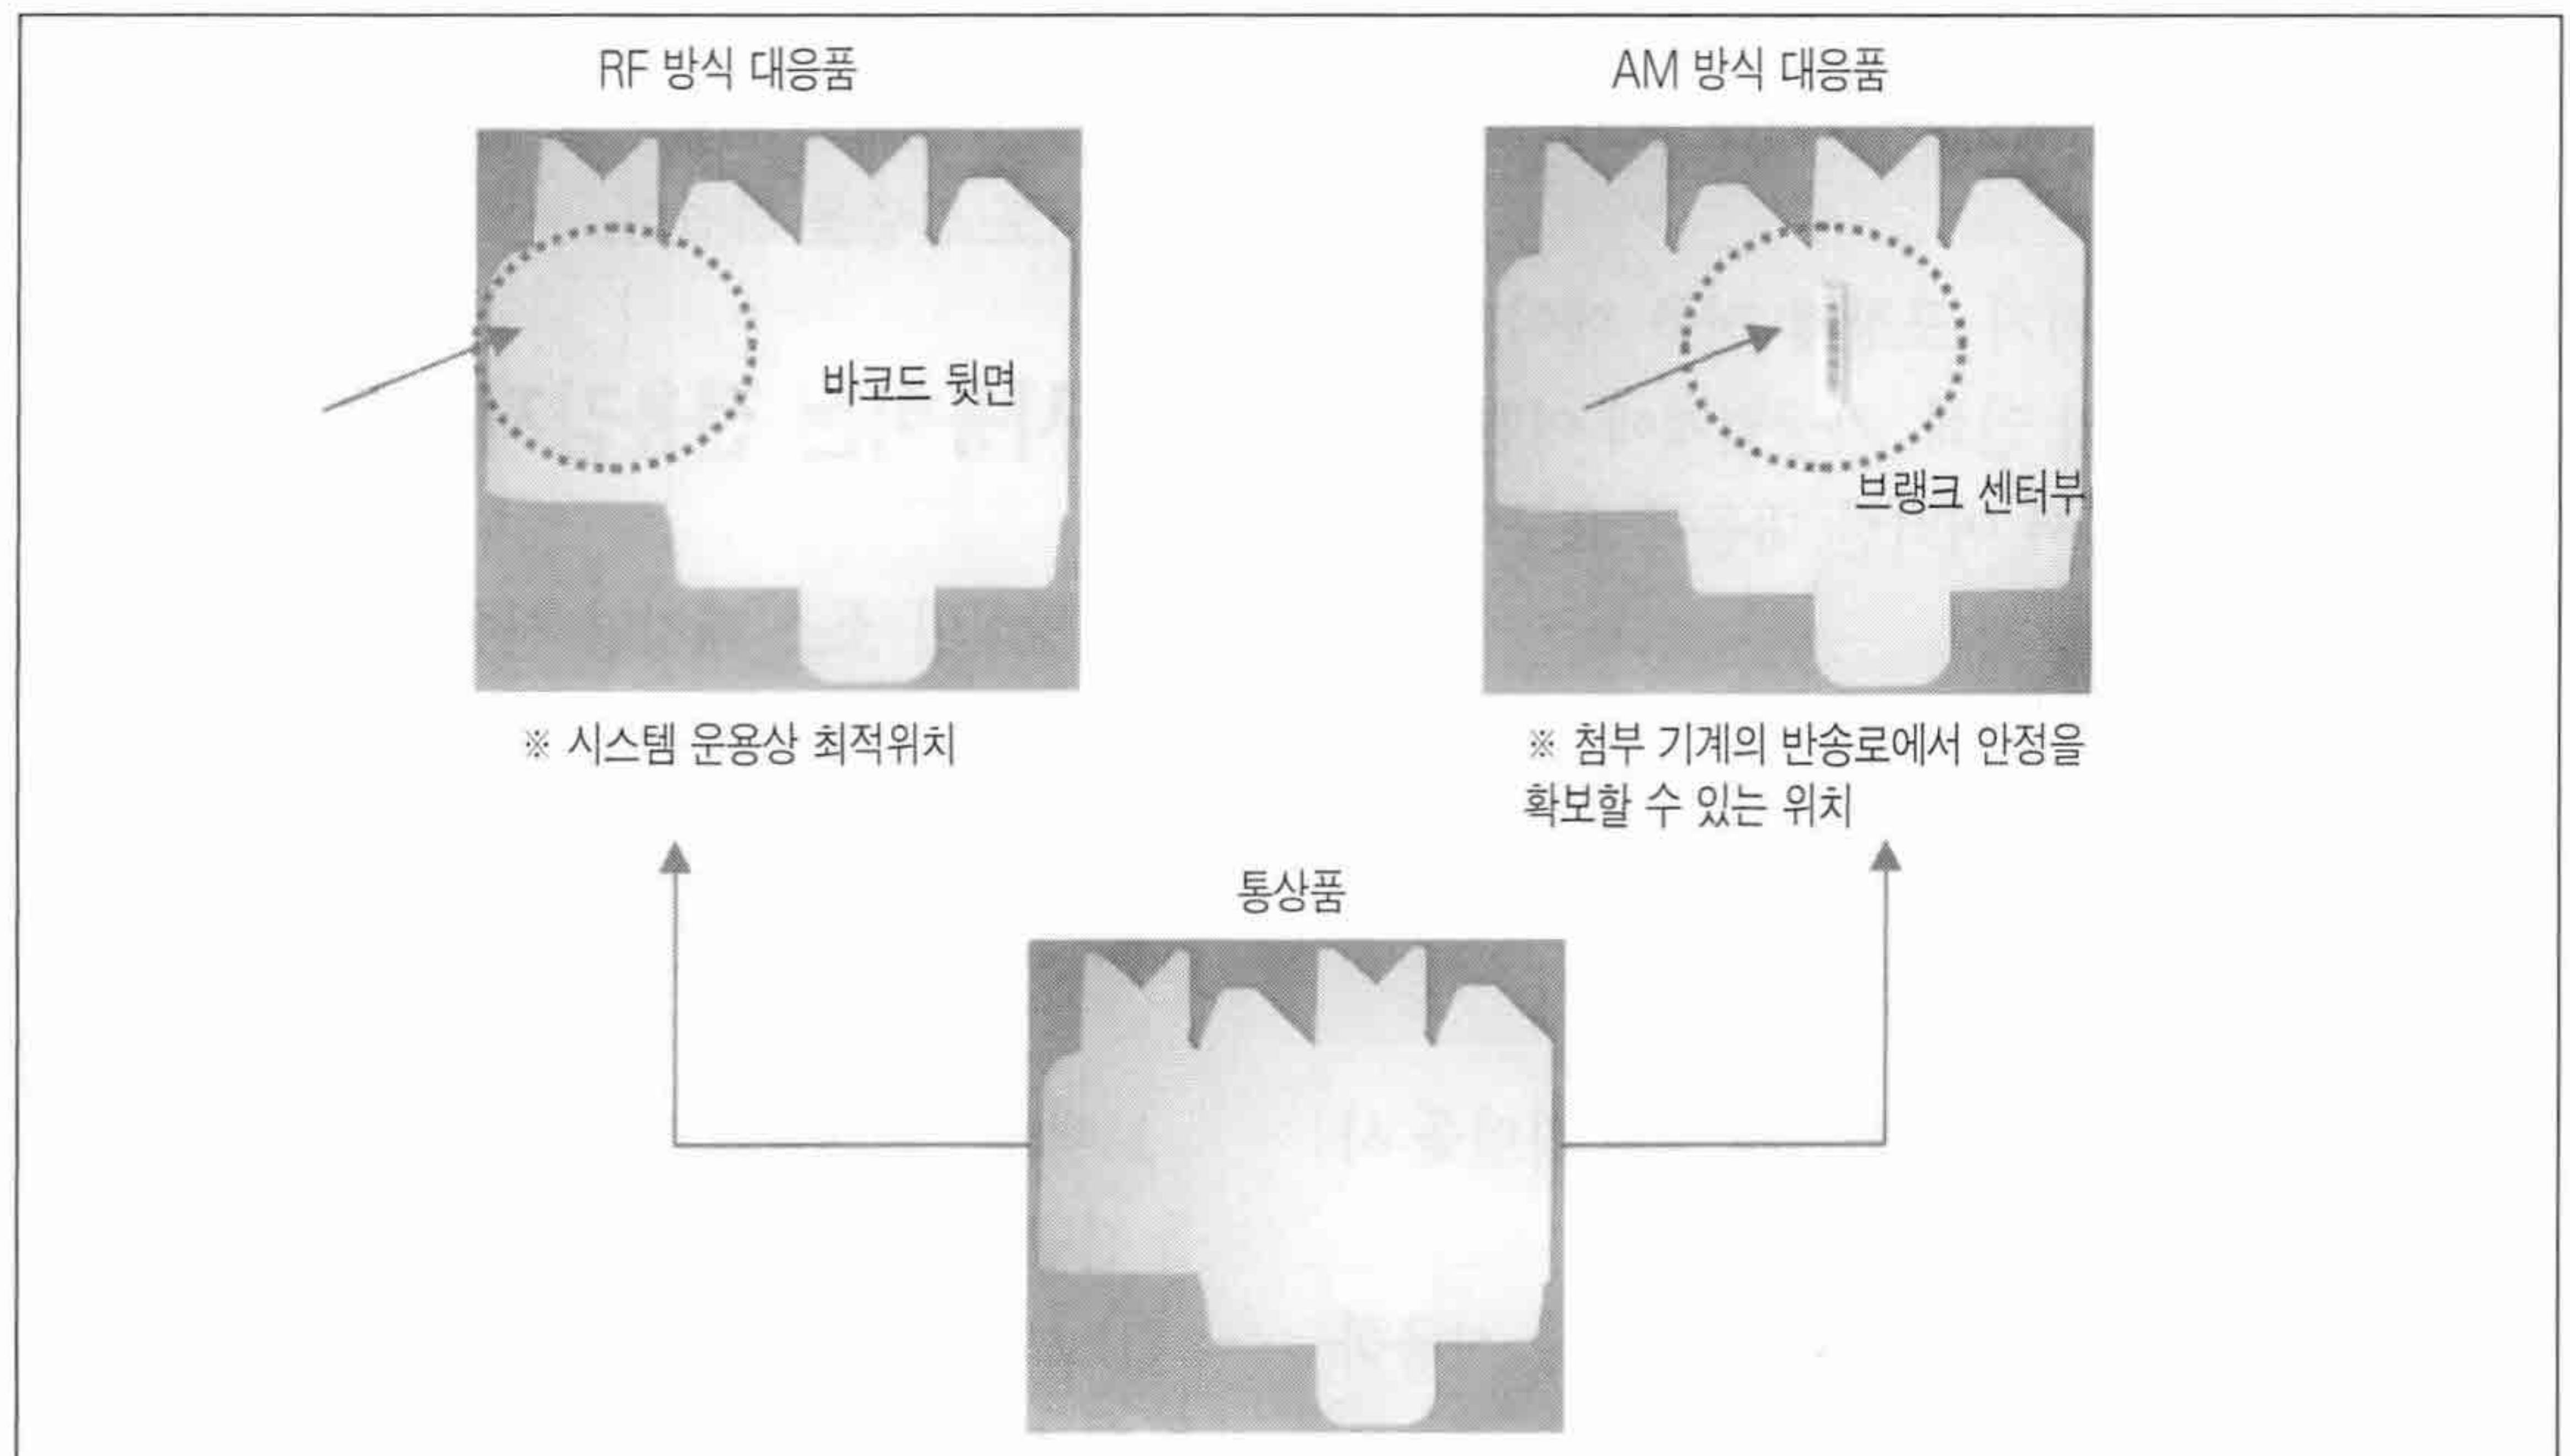 RF 방식 대응품
AM 방식 대응품
바코드 뒷면
브랭크 센터부
※ 시스템 운용상 최적위치
※ 첨부 기계의 반송로에서 안정을
확보할 수 있는 위치
통상품